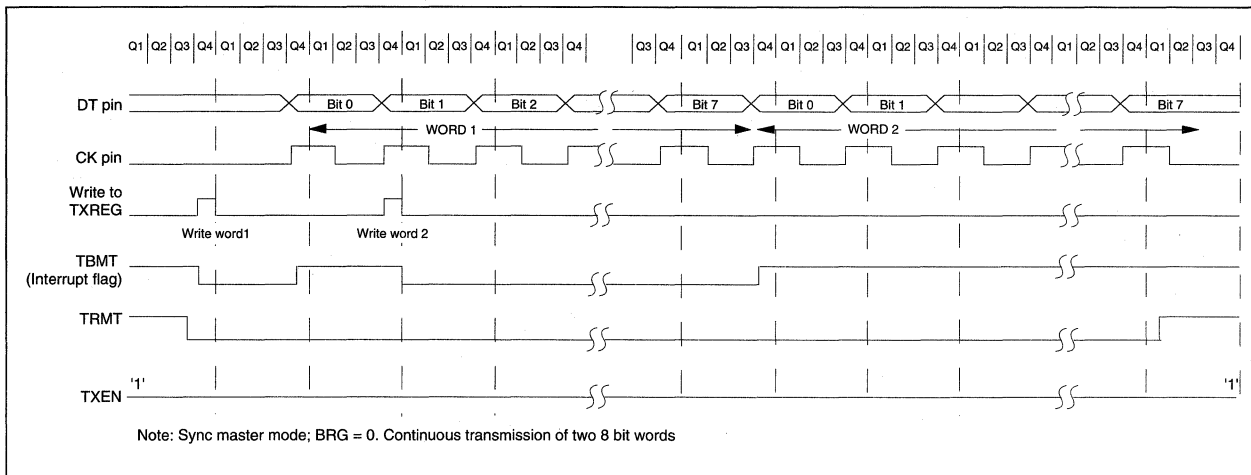 Q1 Q2 Q3 Q4 Q1 Q2 Q3 Q4 Q1 Q2 Q3 Q4 Q1 Q2 Q3 Q4 Q1 Q2 Q3 Q4 Q3 Q4 Q1 Q2 Q3 Q4 Q1 Q2 Q3 Q4 Q1 Q2 Q3 Q4 Q1 Q2 Q3 Q4 Q1 Q2 Q3 Q4 Q1 Q2 Q3 Q4
DT pin Bit 0 Bit 1 Bit 2 Bit 7 Bit 0 Bit 1 Bit 7
WORD 1 WORD 2
CK pin
Write to
TXREG
Write word1 Write word 2
TBMT
(Interrupt flag)
TRMT
'1' '1'
TXEN
Note: Sync master mode; BRG = 0. Continuous transmission of two 8 bit words